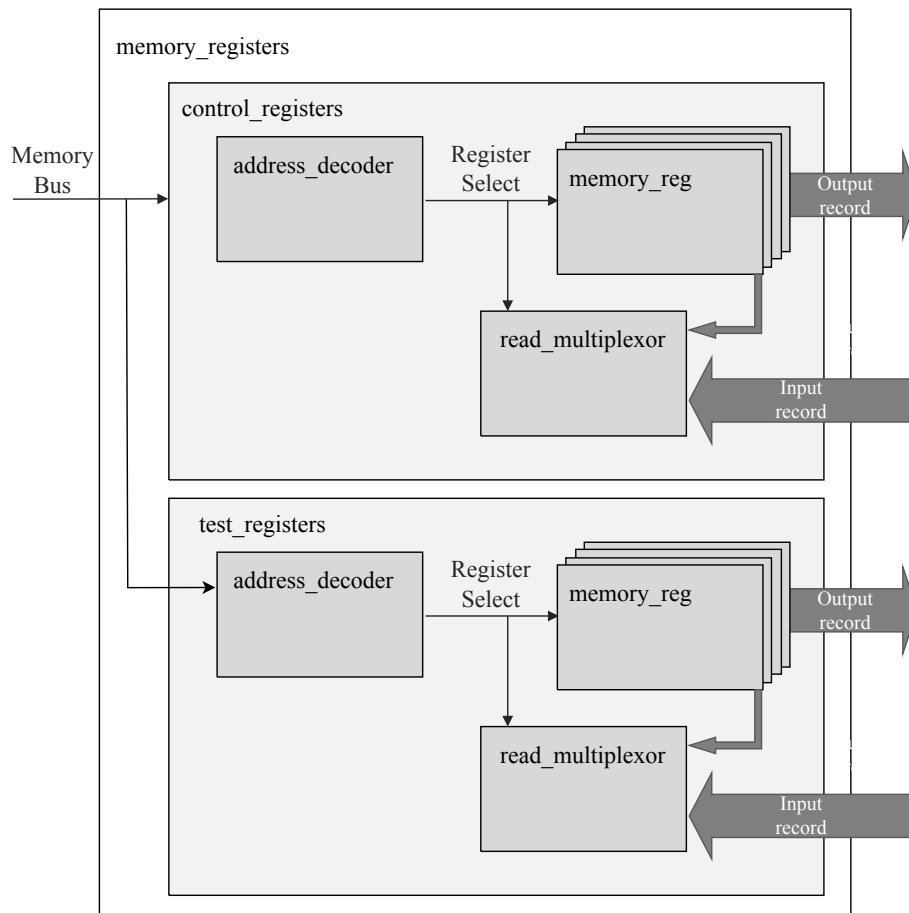 memory_registers
control_registers
Memory
Bus
address_decoder
Register
Select
memory_reg
Output
record
read_multiplexor
Input
record
test_registers
address_decoder
Register
Select
memory_reg
Output
record
read_multiplexor
Input
record